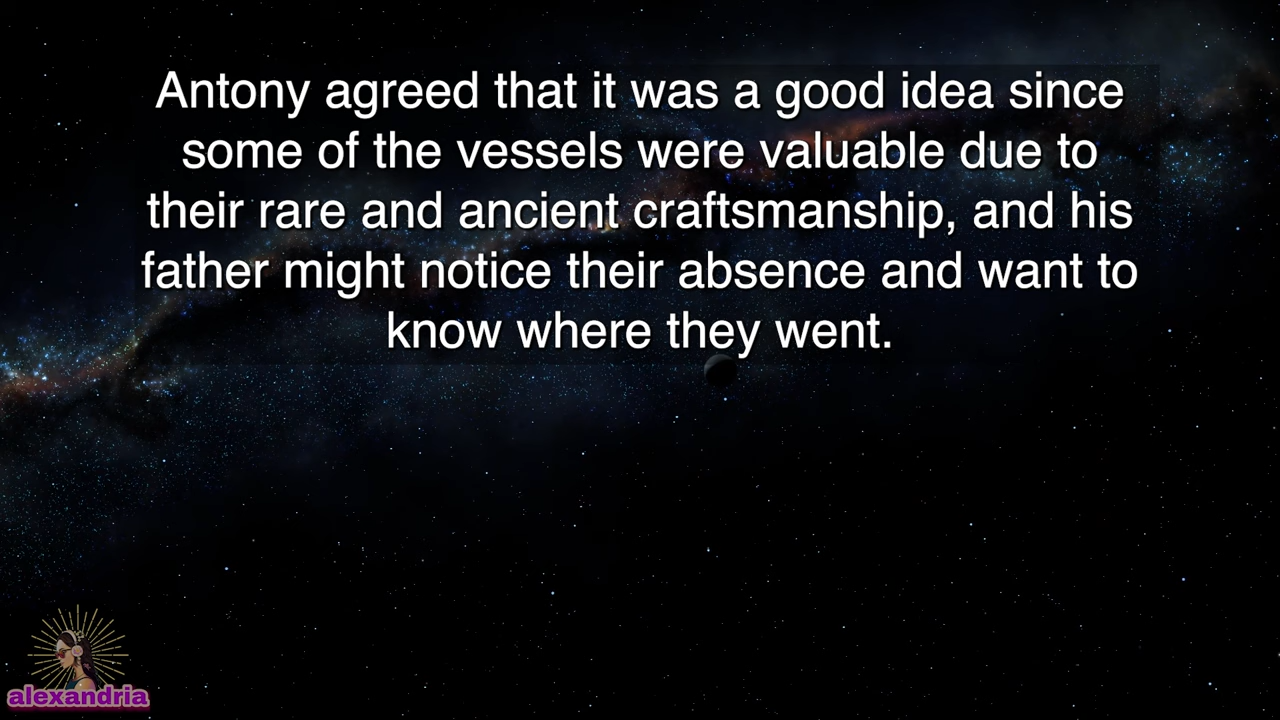 Antony agreed that it was a good idea since
some of the vessels were valuable due to
their rare and ancient craftsmanship, and his
father might notice their absence and want to
know where they went.
alexandria